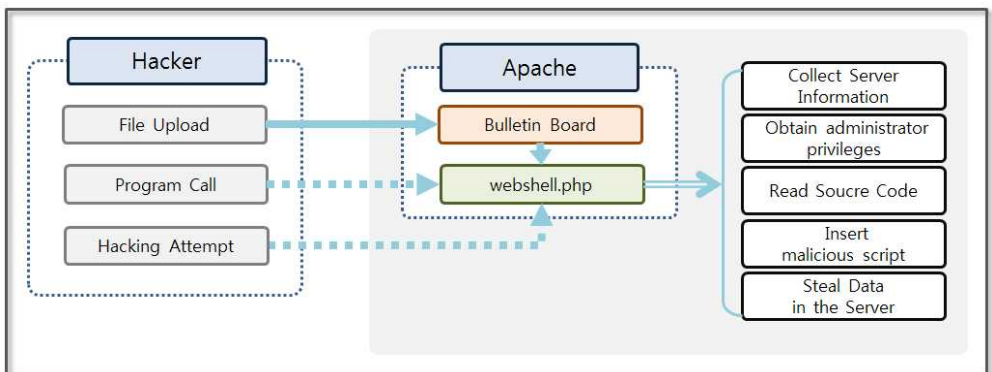 Hacker
File Upload
Program Call
Hacking Attempt
Apache
Bulletin Board
webshell.php
Collect Server
Information
Obtain administrator
privileges
Read Soucre Code
Insert
malicious script
Steal Data
in the Server